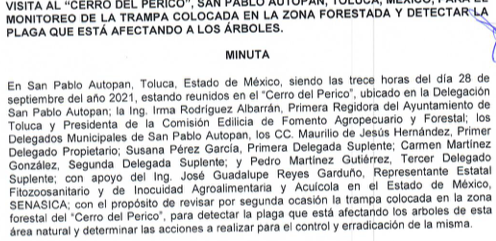 VISITA AL "CERRO DEL PERICO", SAN PABLO AUTOPAN, TOLUCA, MÉXICO, PARA EL
MONITOREO DE LA TRAMPA COLOCADA EN LA ZONA FORESTADA Y DETECTAR LA
PLAGA QUE ESTÁ AFECTANDO A LOS ÁRBOLES.
MINUTA
En San Pablo Autopan, Toluca, Estado de México, siendo las trece horas del día 28 de
septiembre del año 2021, estando reunidos en el "Cerro del Perico", ubicado en la Delegación
San Pablo Autopan; la Ing. Irma Rodríguez Albarrán, Primera Regidora del Ayuntamiento de
Toluca y Presidenta de la Comisión Edilicia de Fomento Agropecuario y Forestal; los
Delegados Municipales de San Pablo Autopan, los CC. Maurilio de Jesús Hernández, Primer
Delegado Propietario; Susana Pérez García, Primera Delegada Suplente; Carmen Martínez
González, Segunda Delegada Suplente; y Pedro Martínez Gutiérrez, Tercer Delegado
Suplente; con apoyo del Ing. José Guadalupe Reyes Garduño, Representante Estatal
Fitozoosanitario y de Inocuidad Agroalimentaria y Acuícola en el Estado de México,
SENASICA; con el propósito de revisar por segunda ocasión la trampa colocada en la zona
forestal del "Cerro del Perico", para detectar la plaga que está afectando los arboles de esta
área natural y determinar las acciones a realizar para el control y erradicación de la misma.